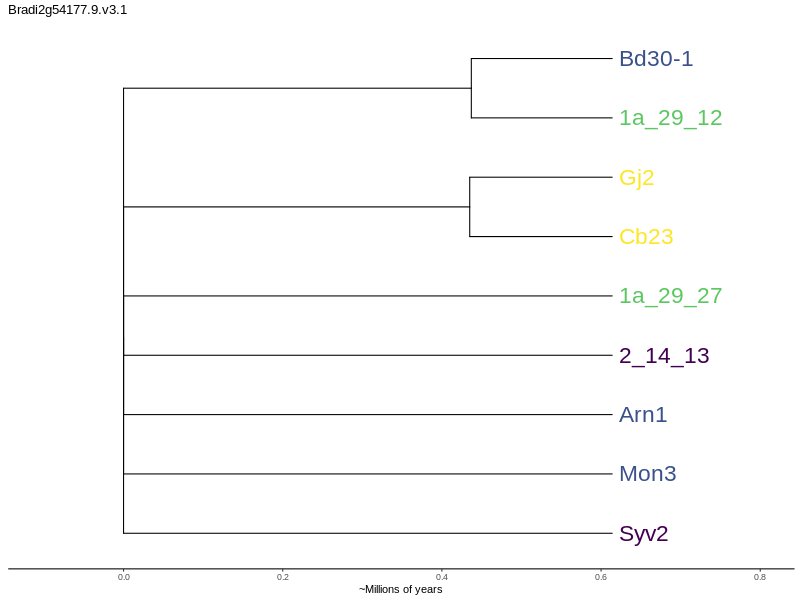 Bradi2g54177.9.v3.1
Bd30-1
1a_29_12
Gj2
Cb23
1a_29_27
2_14_13
Arn1
Mon3
Syv2
0.0 0.2 0.4 0.6 0.8
~Millions of years